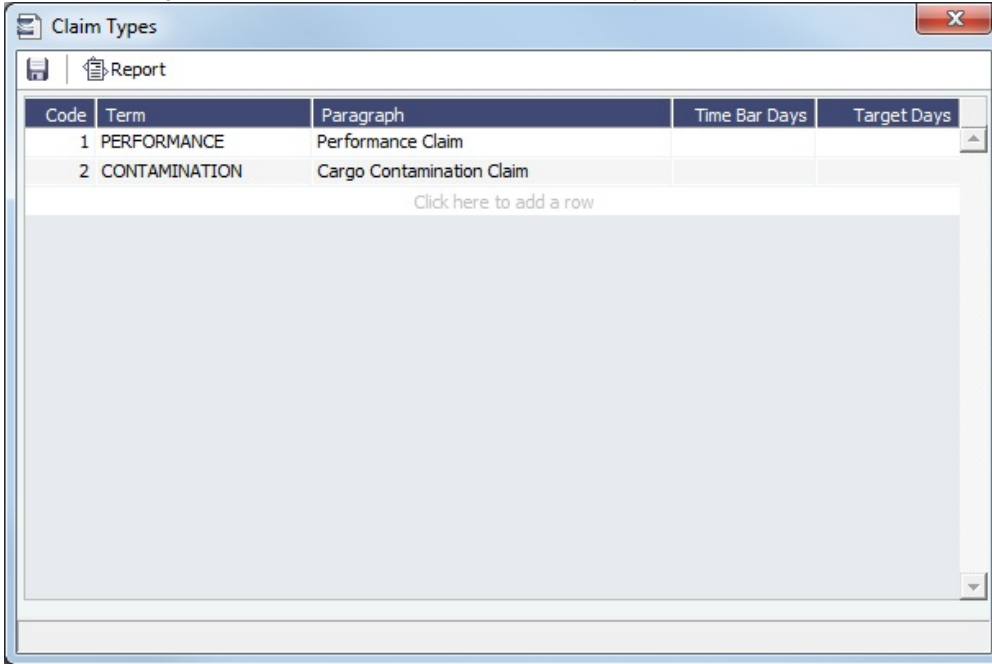 Claim Types
Report
Code Term Paragraph Time Bar Days Target Days
1 PERFORMANCE Performance Claim
2 CONTAMINATION Cargo Contamination Claim
Click here to add a row